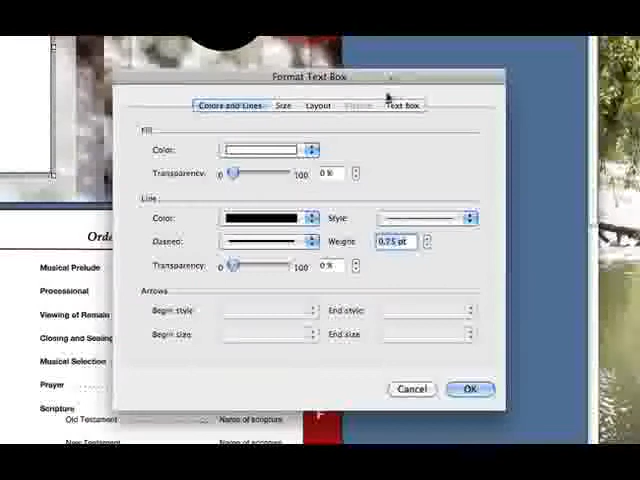 Format Text Box
Colors and Lines Size Layout Picture Text Box
Fill
Color:
Transparency: 0 100 0 %
Line
Color: Style:
Dashed: Weight: 0.75 pt
Transparency: 0 100 0 %
Arrows
Begin style: End style:
Begin size: End size:
Cancel OK
Orde
Musical Prelude
Processional
Viewing of Remain
Closing and Sealing
Musical Selection
Prayer
Scripture
Old Testament Name of scripture
New Testament Name of scripture